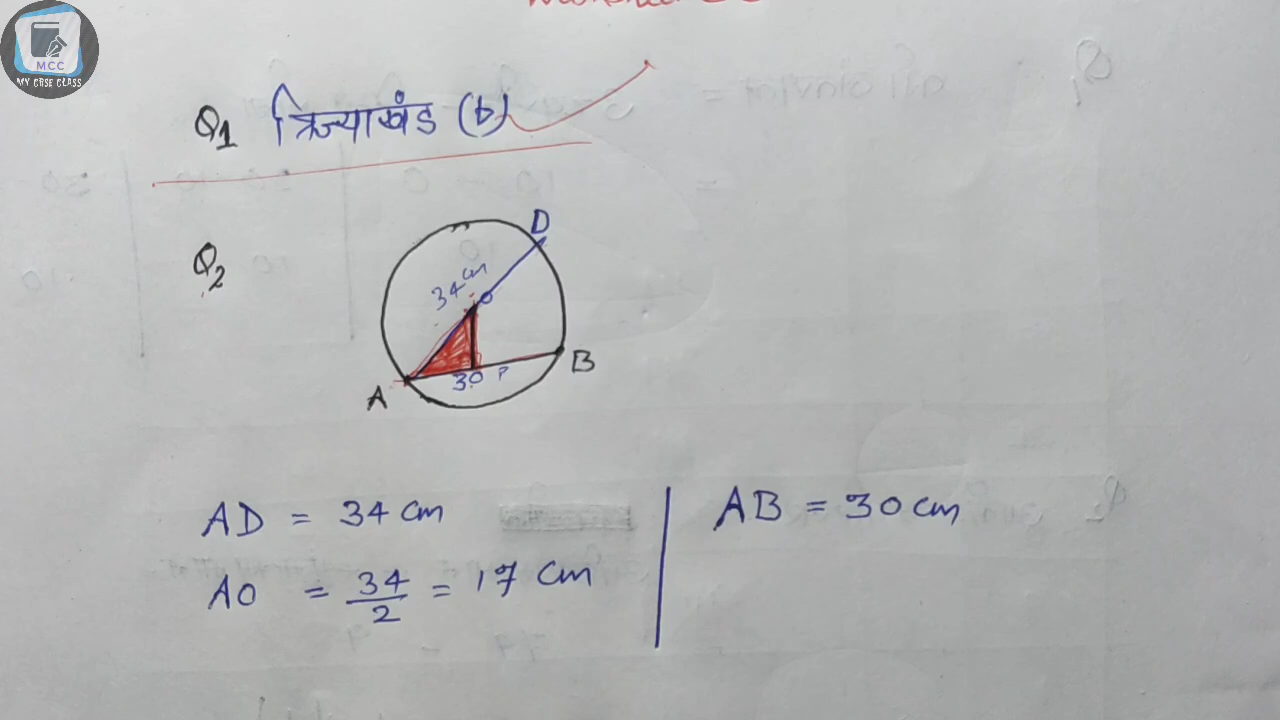 MCC
MY CBSE CLASS
Q1 त्रिज्याखंड (b)
Q2
D
34 cm
O
30 P
A
B
AD = 34 cm
AO = 34/2 = 17 cm
AB = 30 cm